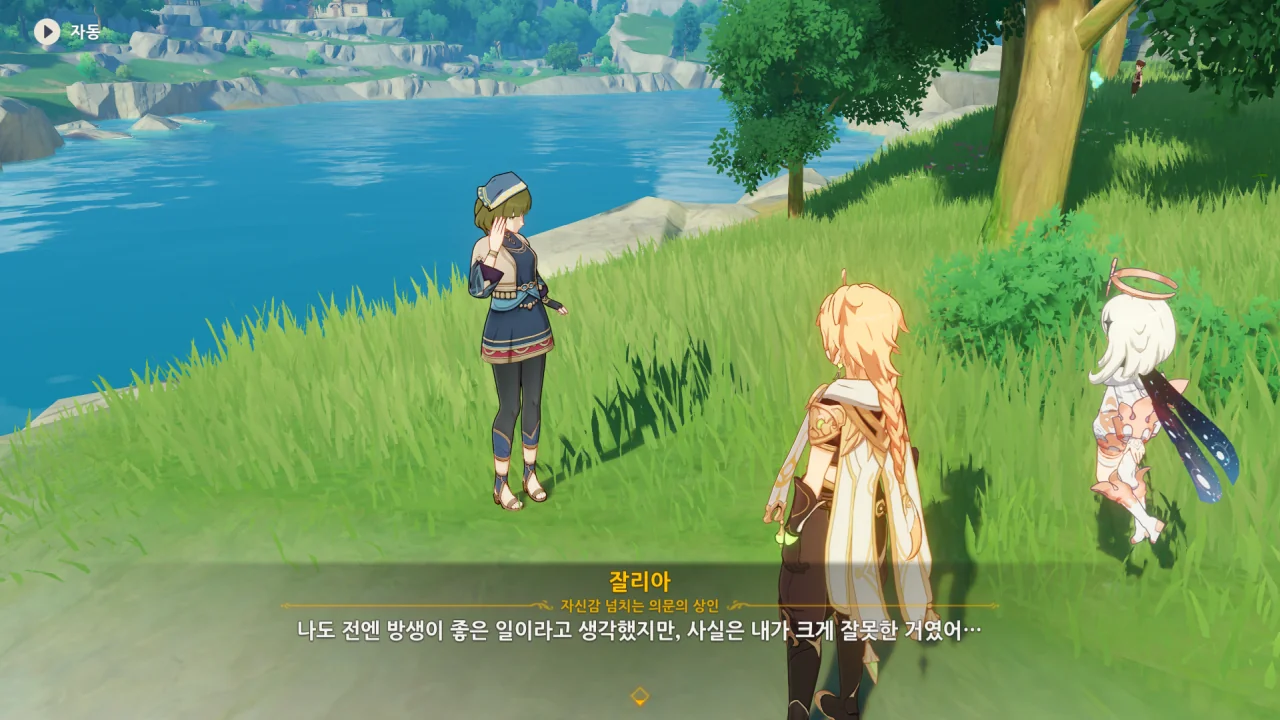 자동
잘리아
자신감 넘치는 의문의 상인
나도 전엔 방생이 좋은 일이라고 생각했지만, 사실은 내가 크게 잘못한 거였어…